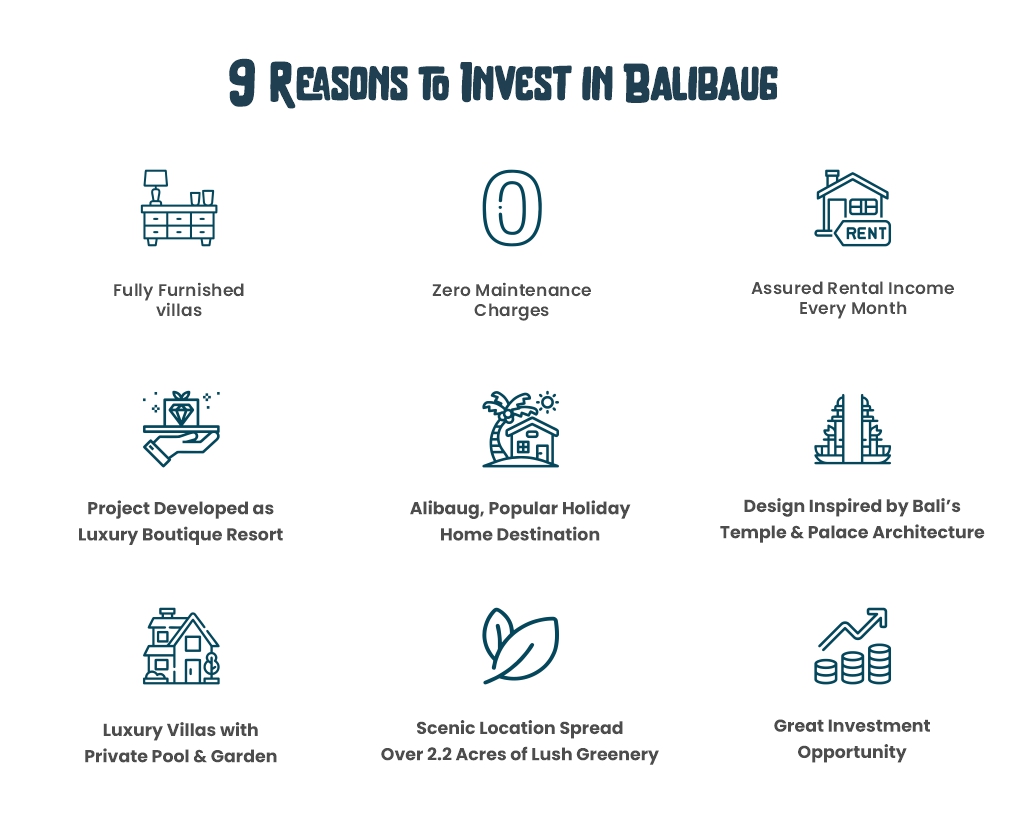 9 Reasons to Invest in Balibaug
0
RENT
Fully Furnished
villas
Zero Maintenance
Charges
Assured Rental Income
Every Month
Project Developed as
Luxury Boutique Resort
Alibaug, Popular Holiday
Home Destination
Design Inspired by Bali's
Temple & Palace Architecture
Luxury Villas with
Private Pool & Garden
Scenic Location Spread
Over 2.2 Acres of Lush Greenery
Great Investment
Opportunity